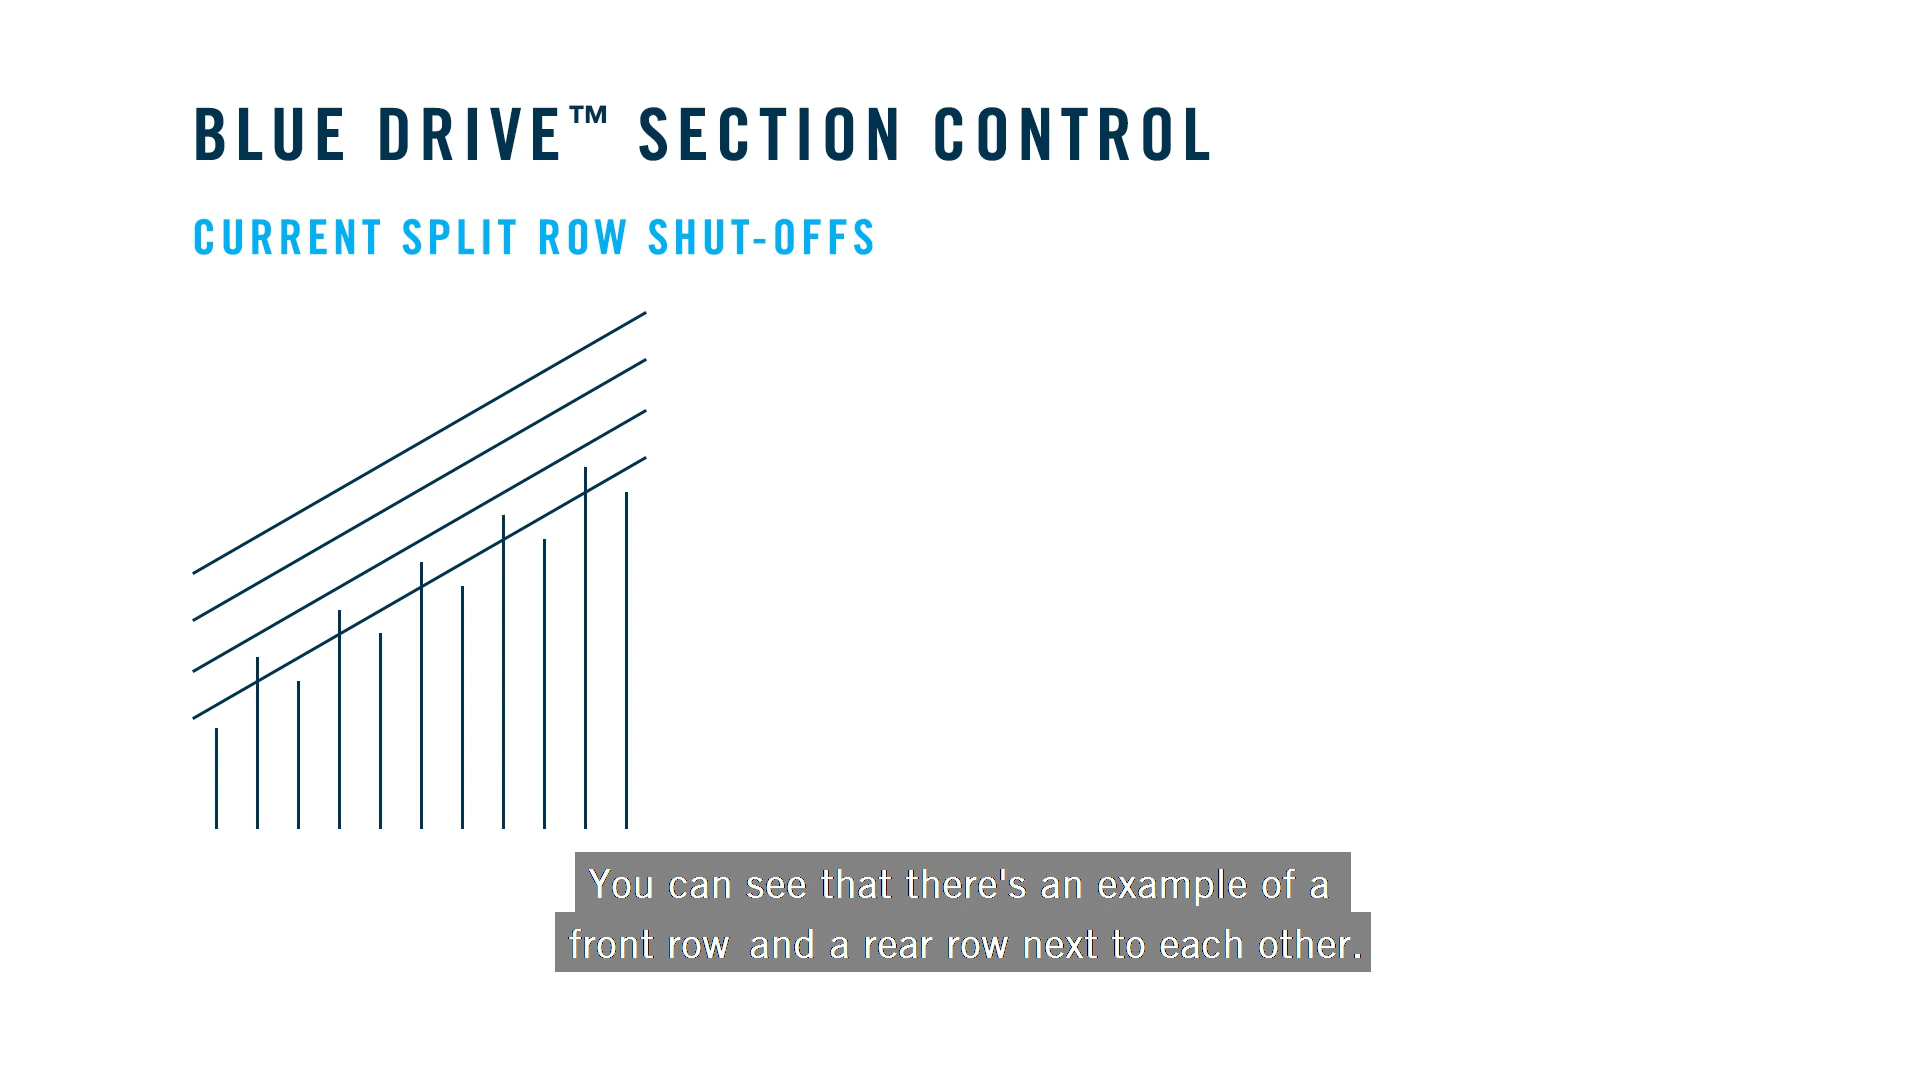 BLUE DRIVE™ SECTION CONTROL
CURRENT SPLIT ROW SHUT-OFFS
You can see that there's an example of a
front row and a rear row next to each other.